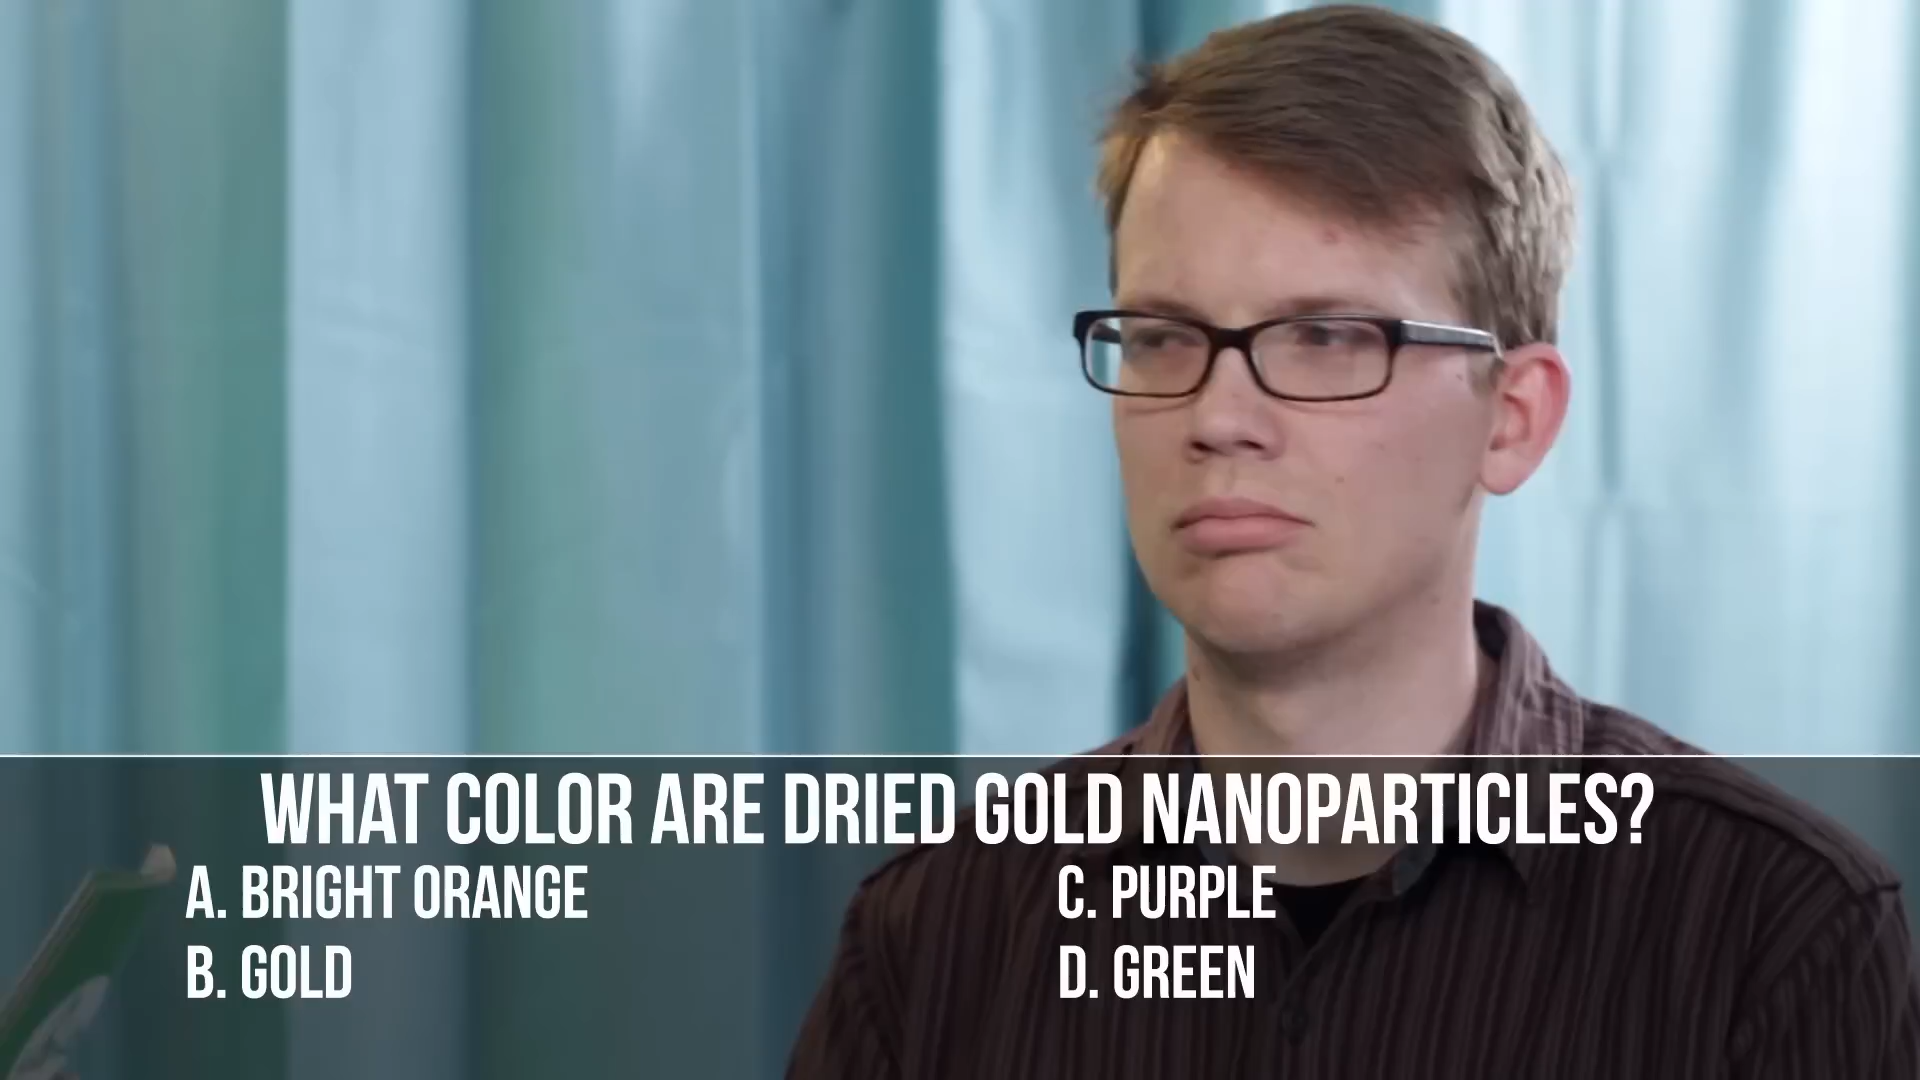 WHAT COLOR ARE DRIED GOLD NANOPARTICLES?
A. BRIGHT ORANGE
B. GOLD
C. PURPLE
D. GREEN